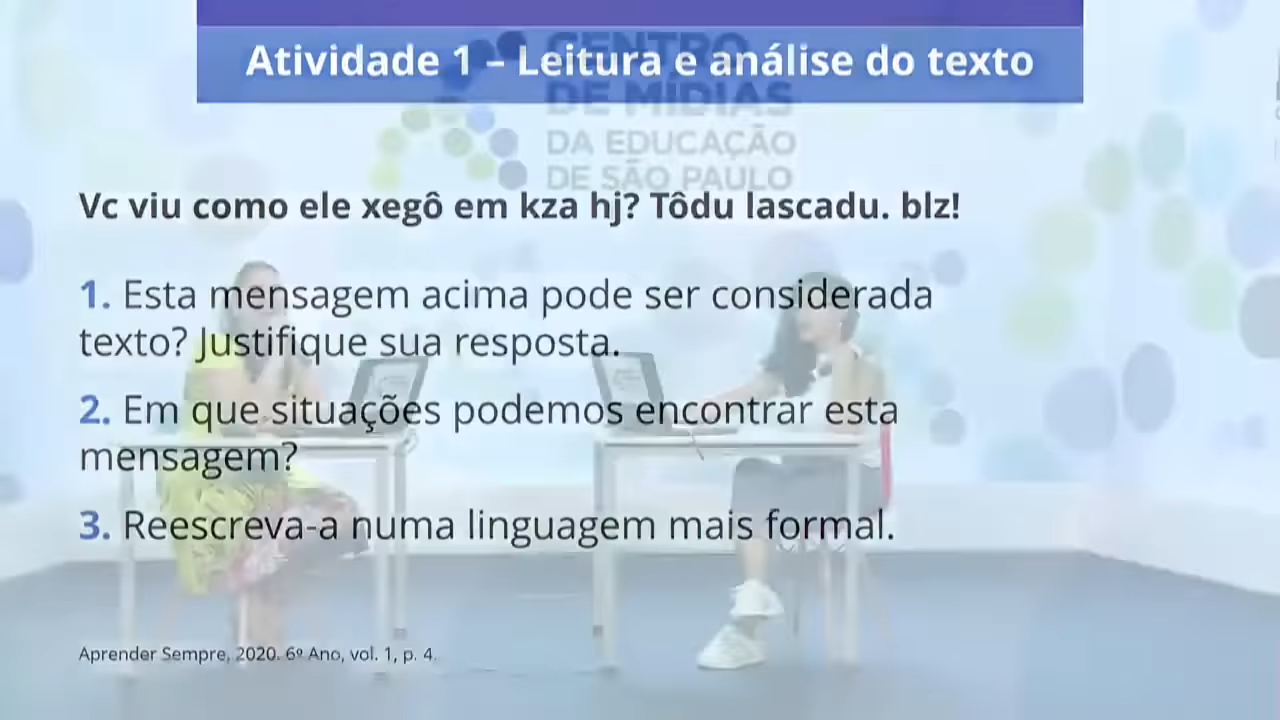 Atividade 1 – Leitura e análise do texto
CENTRO
DE MÍDIAS
DA EDUCAÇÃO
DE SÃO PAULO
Vc viu como ele xegô em kza hj? Tôdu lascadu. blz!
1. Esta mensagem acima pode ser considerada
texto? Justifique sua resposta.
2. Em que situações podemos encontrar esta
mensagem?
3. Reescreva-a numa linguagem mais formal.
Aprender Sempre, 2020. 6º Ano, vol. 1, p. 4.